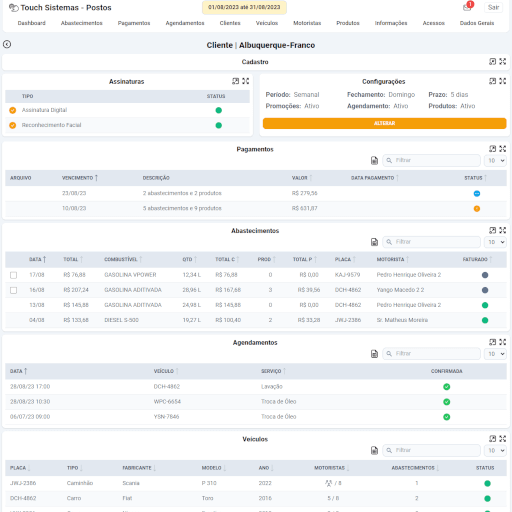 Touch Sistemas - Postos
01/08/2023 até 31/08/2023
1
Sair
Dashboard Abastecimentos Pagamentos Agendamentos Clientes Veículos Motoristas Produtos Informações Acessos Dados Gerais
Cliente | Albuquerque-Franco
Cadastro
Assinaturas
TIPO STATUS
Assinatura Digital
Reconhecimento Facial
Configurações
Período: Semanal Fechamento: Domingo Prazo: 5 dias
Promoções: Ativo Agendamento: Ativo Produtos: Ativo
ALTERAR
Pagamentos
Filtrar 10
ARQUIVO VENCIMENTO DESCRIÇÃO VALOR DATA PAGAMENTO STATUS
23/08/23 2 abastecimentos e 2 produtos R$ 279,56
10/08/23 5 abastecimentos e 9 produtos R$ 631,87
Abastecimentos
Filtrar 10
DATA TOTAL COMBUSTÍVEL QTD TOTAL C PROD TOTAL P PLACA MOTORISTA FATURADO
17/08 R$ 76,88 GASOLINA VPOWER 12,34 L R$ 76,88 0 R$ 0,00 KAJ-9579 Pedro Henrique Oliveira 2
16/08 R$ 207,24 GASOLINA ADITIVADA 28,96 L R$ 167,68 3 R$ 39,56 DCH-4862 Yango Macedo 2 2
13/08 R$ 145,88 GASOLINA ADITIVADA 24,98 L R$ 145,88 0 R$ 0,00 DCH-4862 Pedro Henrique Oliveira 2
04/08 R$ 133,68 DIESEL S-500 19,27 L R$ 100,40 2 R$ 33,28 JWJ-2386 Sr. Matheus Moreira
Agendamentos
Filtrar 10
DATA VEÍCULO SERVIÇO CONFIRMADA
28/08/23 17:00 DCH-4862 Lavação
28/08/23 10:30 WPC-6654 Troca de Óleo
06/07/23 09:00 YSN-7846 Troca de Óleo
Veículos
Filtrar 10
PLACA TIPO FABRICANTE MODELO ANO MOTORISTAS ABASTECIMENTOS STATUS
JWJ-2386 Caminhão Scania P 310 2022 / 8 1
DCH-4862 Carro Fiat Toro 2016 5 / 8 2